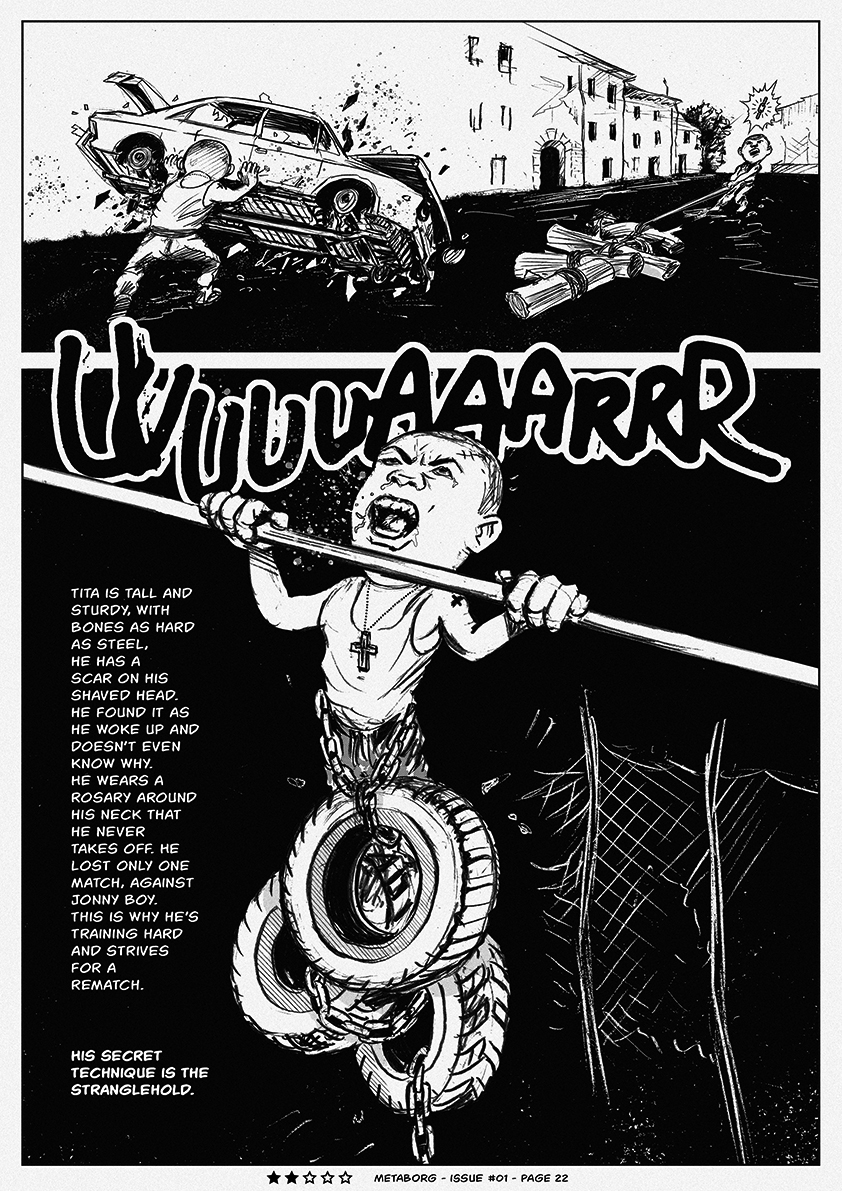 UUUUUAAARRR
TITA IS TALL AND
STURDY, WITH
BONES AS HARD
AS STEEL,
HE HAS A
SCAR ON HIS
SHAVED HEAD.
HE FOUND IT AS
HE WOKE UP AND
DOESN'T EVEN
KNOW WHY.
HE WEARS A
ROSARY AROUND
HIS NECK THAT
HE NEVER
TAKES OFF. HE
LOST ONLY ONE
MATCH, AGAINST
JONNY BOY.
THIS IS WHY HE'S
TRAINING HARD
AND STRIVES
FOR A
REMATCH.
HIS SECRET
TECHNIQUE IS THE
STRANGLEHOLD.
METABORG - ISSUE #01 - PAGE 22